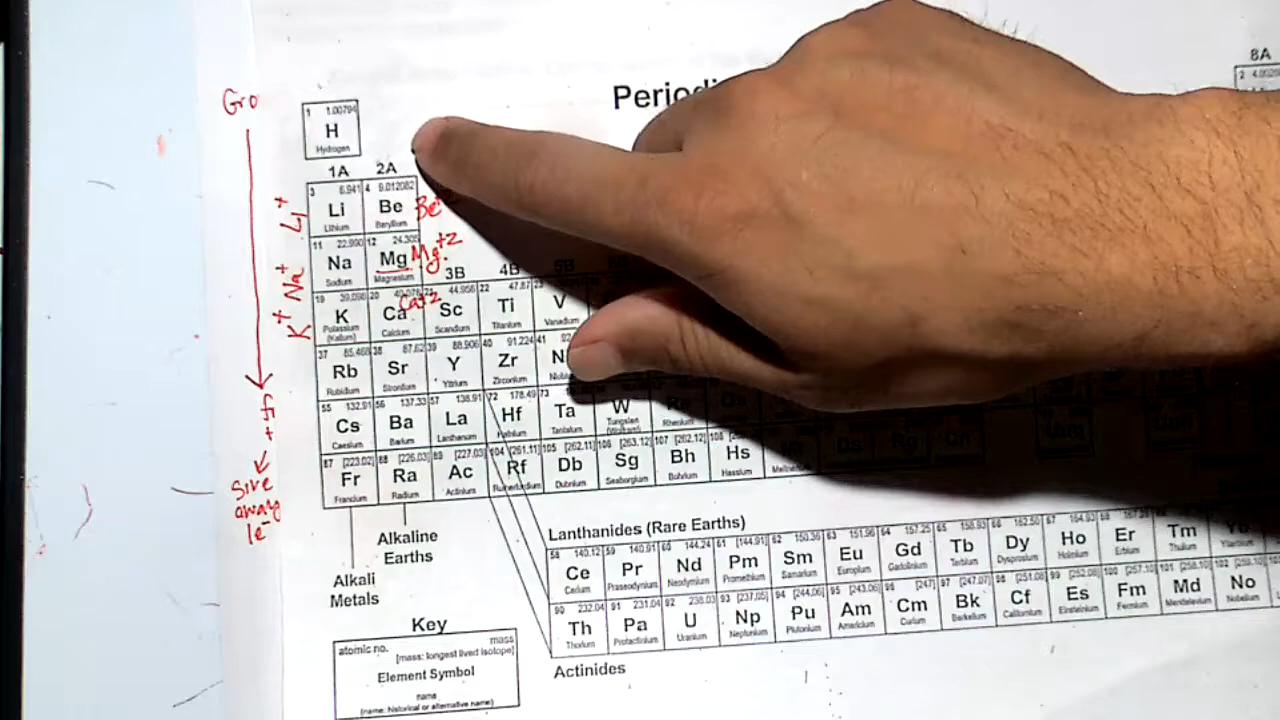 Gro
Periodi
8A
1 1.00794
H
Hydrogen
1A 2A
3 6.941 4 9.012082
Li Be Be+2
Lithium Beryllium
Li+
11 22.990 12 24.305
Na Mg Mg+2
Sodium Magnesium
Na+
3B 4B 5B
19 39.098 20 40.078 21 44.956 22 47.87 23
K Ca Ca+2 Sc Ti V
Potassium Calcium Scandium Titanium Vanadium
(Kalium)
K+
37 85.468 38 87.62 39 88.906 40 91.224 41 92
Rb Sr Y Zr N
Rubidium Strontium Yttrium Zirconium
55 132.91 56 137.33 57 138.91 72 178.49 73
Cs Ba La Hf Ta W Re Os
Caesium Barium Lanthanum Hafnium Tantalum Tungsten Rhenium
(Wolfram)
87 [223.02] 88 [226.03] 89 [227.03] 104 [261.11] 105 [262.11] 106 [263.12] 107 [262.12] 108
Fr Ra Ac Rf Db Sg Bh Hs Ds Rg Cn
Francium Radium Actinium Rutherfordium Dubnium Seaborgium Bohrium Hassium
give
away
1e-
Alkaline
Earths
Alkali
Metals
Lanthanides (Rare Earths)
58 140.12 59 140.91 60 144.24 61 [144.91] 62 150.36 63 151.96 64 157.25 65 158.93 66 162.50 67 164.93 68
Ce Pr Nd Pm Sm Eu Gd Tb Dy Ho Er Tm Yb
Cerium Praseodymium Neodymium Promethium Samarium Europium Gadolinium Terbium Dysprosium Holmium Erbium Thulium
90 232.04 91 231.04 92 238.03 93 [237.05] 94 [244.06] 95 [243.06] 96 [247] 97 [247.07] 98 [251.08] 99 [252.08] 100 [257.10] 101 [258.10] 102
Th Pa U Np Pu Am Cm Bk Cf Es Fm Md No
Thorium Protactinium Uranium Neptunium Plutonium Americium Curium Berkelium Californium Einsteinium Fermium Mendelevium Nobelium
Actinides
Key
atomic no. mass
[mass: longest lived isotope]
Element Symbol
name
(name: historical or alternative name)